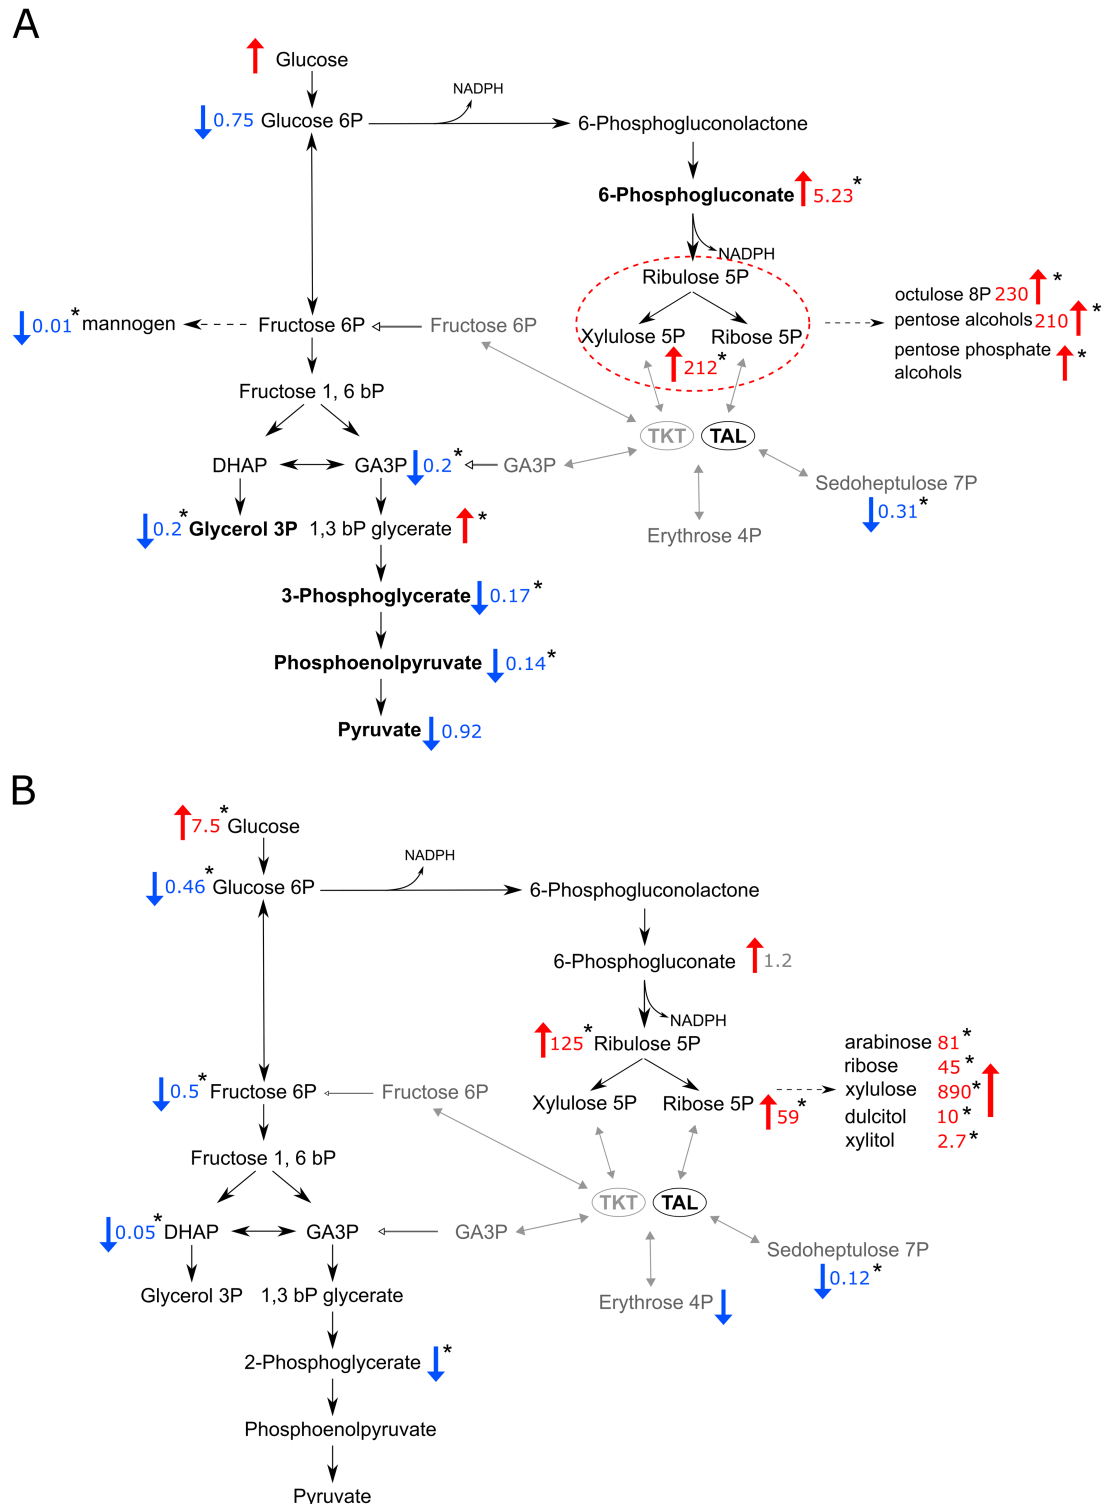 A
Glucose
NADPH
0.75 Glucose 6P
6-Phosphogluconolactone
6-Phosphogluconate 5.23*
NADPH
Ribulose 5P
octulose 8P 230 *
pentose alcohols 210 *
0.01* mannogen
Fructose 6P
Fructose 6P
Xylulose 5P
Ribose 5P
pentose phosphate *
alcohols
212*
Fructose 1, 6 bP
TKT
TAL
DHAP
GA3P 0.2 *
GA3P
Sedoheptulose 7P
0.31*
0.2* Glycerol 3P
1,3 bP glycerate *
Erythrose 4P
3-Phosphoglycerate 0.17 *
Phosphoenolpyruvate 0.14*
Pyruvate 0.92
B
7.5* Glucose
NADPH
0.46* Glucose 6P
6-Phosphogluconolactone
6-Phosphogluconate 1.2
NADPH
125* Ribulose 5P
arabinose 81 *
ribose 45 *
xylulose 890*
dulcitol 10 *
xylitol 2.7*
0.5* Fructose 6P
Fructose 6P
Xylulose 5P
Ribose 5P
59*
Fructose 1, 6 bP
TKT
TAL
0.05* DHAP
GA3P
GA3P
Sedoheptulose 7P
0.12*
Glycerol 3P
1,3 bP glycerate
Erythrose 4P
2-Phosphoglycerate *
Phosphoenolpyruvate
Pyruvate